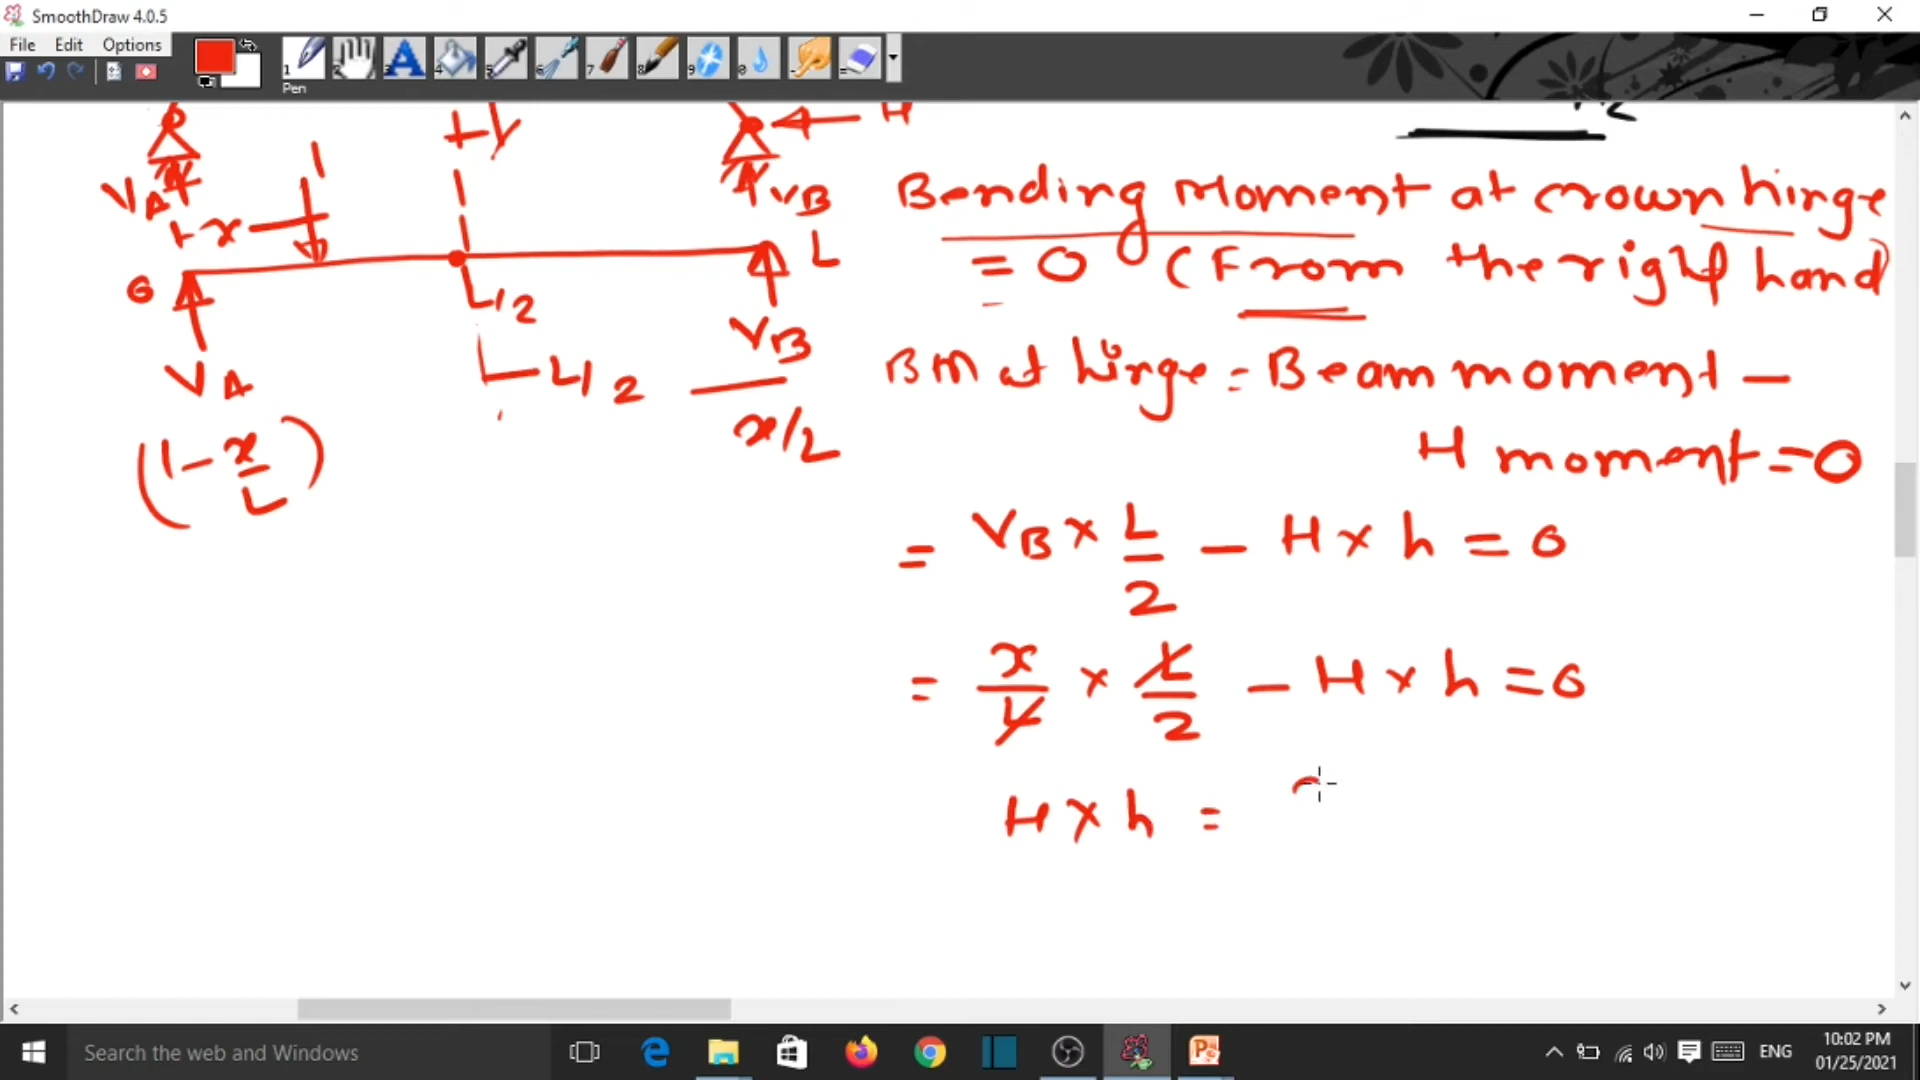 SmoothDraw 4.0.5
File Edit Options
Pen
H
VA
VB
1
x
0
L
L/2
VA
VB
L/2
x/2
(1 - x/L)
Bending Moment at crown hinge
= 0 (From the right hand)
BM at hinge = Beam moment -
H moment = 0
= VB x L/2 - H x h = 0
= x/L x L/2 - H x h = 0
H x h =
Search the web and Windows
ENG
10:02 PM
01/25/2021